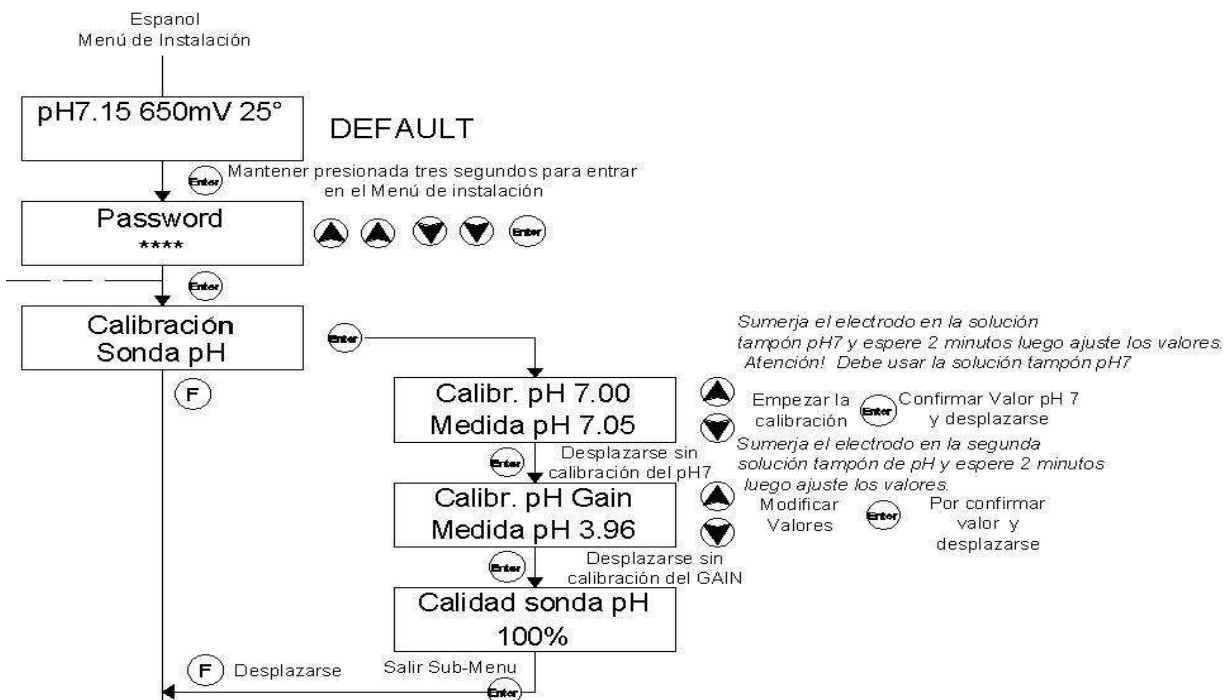 Espanol
Menú de Instalación
pH7.15 650mV 25°
DEFAULT
Enter
Mantener presionada tres segundos para entrar
en el Menú de instalación
Password
****
Enter
Enter
Calibración
Sonda pH
Enter
F
Sumerja el electrodo en la solución
tampón pH7 y espere 2 minutos luego ajuste los valores.
Atención! Debe usar la solución tampón pH7
Calibr. pH 7.00
Medida pH 7.05
Empezar la
calibración
Enter
Confirmar Valor pH 7
y desplazarse
Enter
Desplazarse sin
calibración del pH7
Sumerja el electrodo en la segunda
solución tampón de pH y espere 2 minutos
luego ajuste los valores.
Calibr. pH Gain
Medida pH 3.96
Modificar
Valores
Enter
Por confirmar
valor y
desplazarse
Enter
Desplazarse sin
calibración del GAIN
Calidad sonda pH
100%
F
Desplazarse
Salir Sub-Menu
Enter